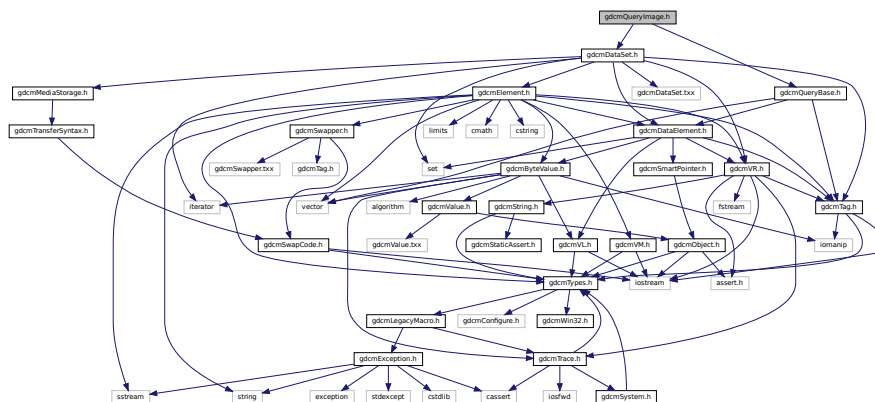 gdcmQueryImage.h
gdcmDataSet.h
gdcmMediaStorage.h
gdcmElement.h
gdcmDataSet.txx
gdcmQueryBase.h
gdcmTransferSyntax.h
gdcmSwapper.h
limits
cmath
cstring
gdcmDataElement.h
gdcmSwapper.txx
gdcmTag.h
set
gdcmByteValue.h
gdcmSmartPointer.h
gdcmVR.h
iterator
vector
algorithm
gdcmValue.h
gdcmString.h
fstream
gdcmTag.h
gdcmSwapCode.h
gdcmValue.txx
gdcmStaticAssert.h
gdcmVL.h
gdcmVM.h
gdcmObject.h
iomanip
gdcmTypes.h
iostream
assert.h
gdcmLegacyMacro.h
gdcmConfigure.h
gdcmWin32.h
gdcmException.h
gdcmTrace.h
sstream
string
exception
stdexcept
cstdlib
cassert
iosfwd
gdcmSystem.h